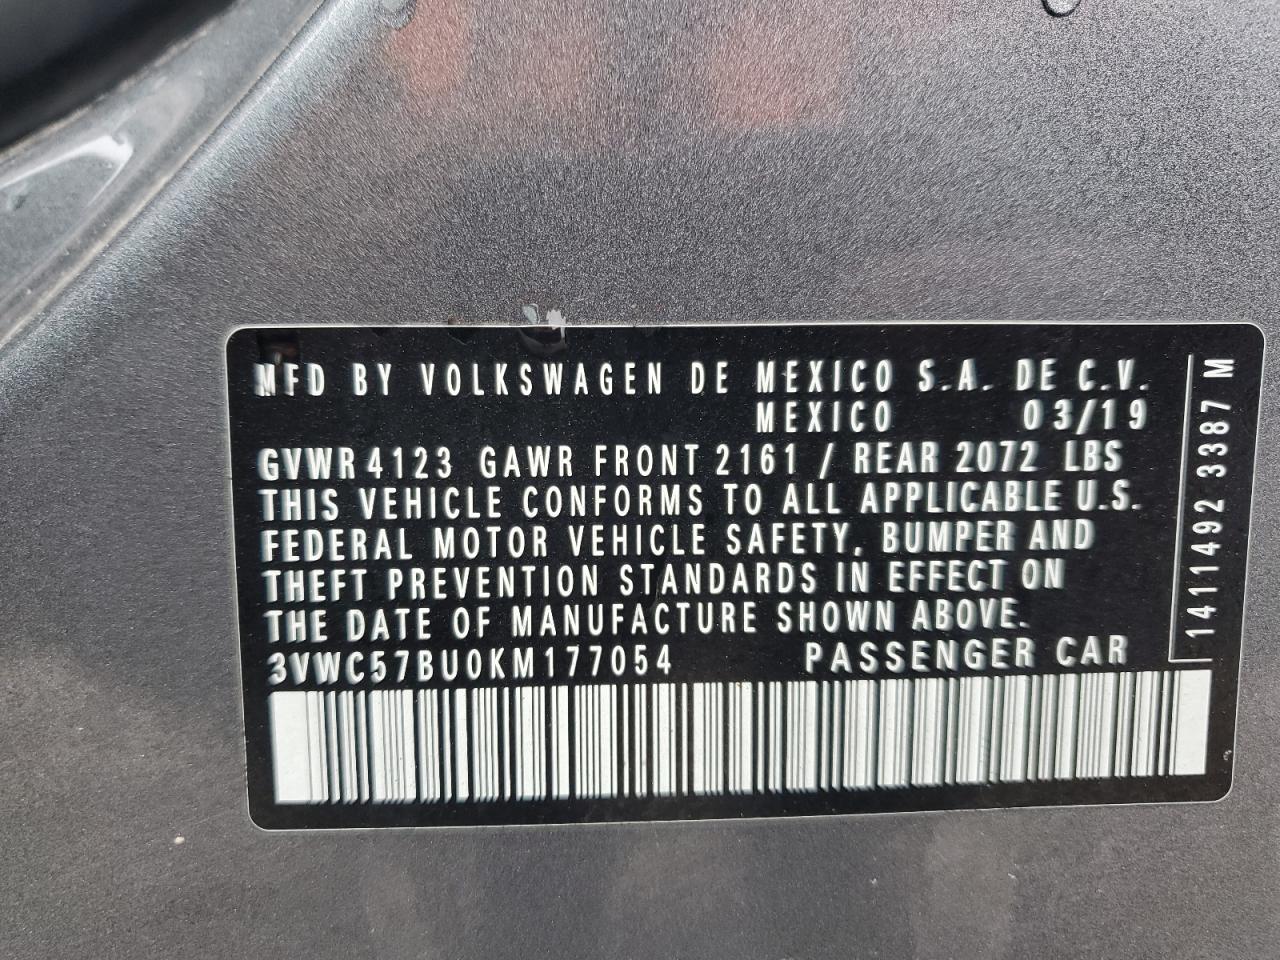 MFD BY VOLKSWAGEN DE MEXICO S.A. DE C.V.
MEXICO 03/19
GVWR 4123 GAWR FRONT 2161 / REAR 2072 LBS
THIS VEHICLE CONFORMS TO ALL APPLICABLE U.S.
FEDERAL MOTOR VEHICLE SAFETY, BUMPER AND
THEFT PREVENTION STANDARDS IN EFFECT ON
THE DATE OF MANUFACTURE SHOWN ABOVE.
3VWC57BU0KM177054 PASSENGER CAR
1411492 3387 M